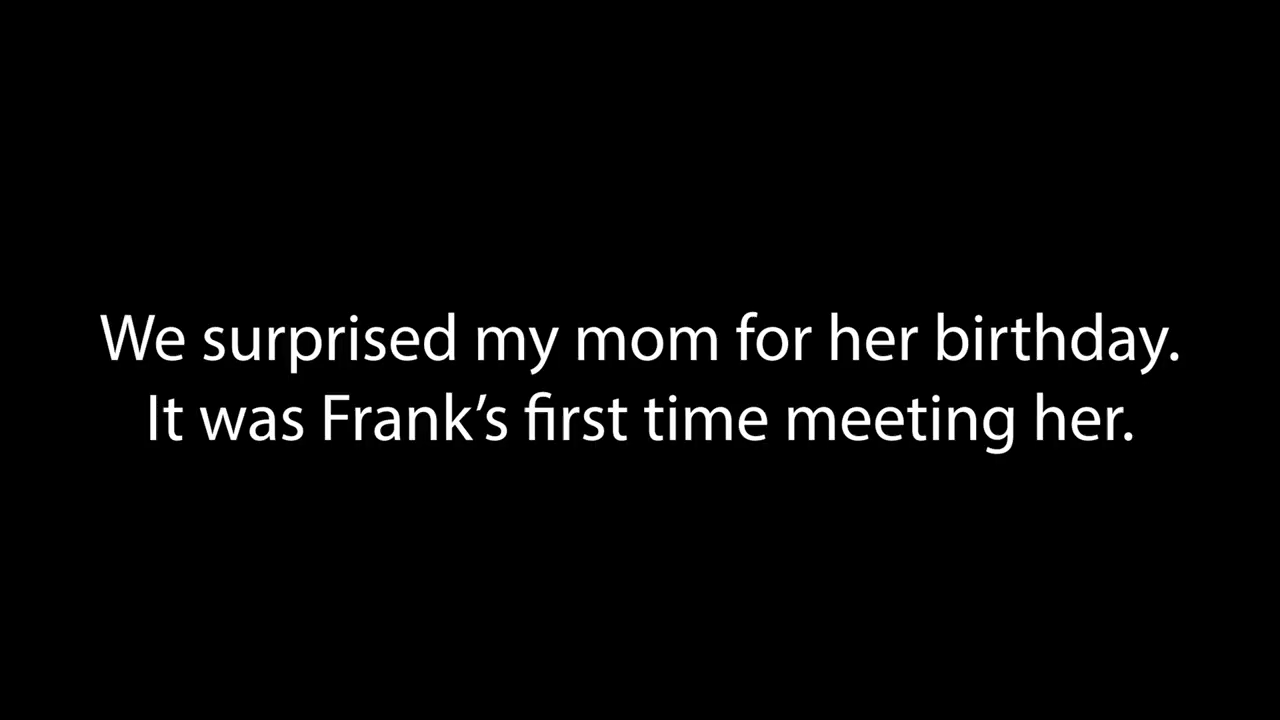 We surprised my mom for her birthday.
It was Frank’s first time meeting her.